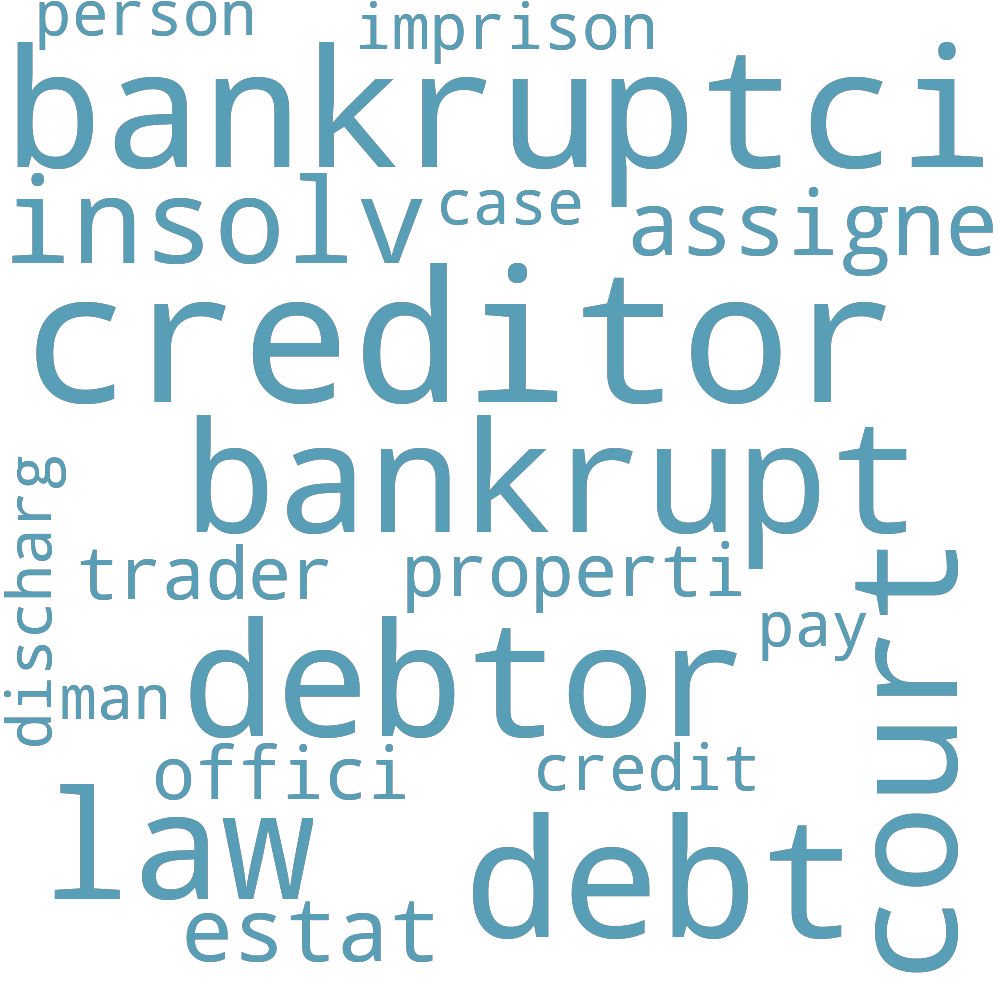 person imprison
bankruptci
insolv case assigne
creditor
bankrupt
discharg
trader properti
court
pay
debtor
man
offici credit
law
debt
estat